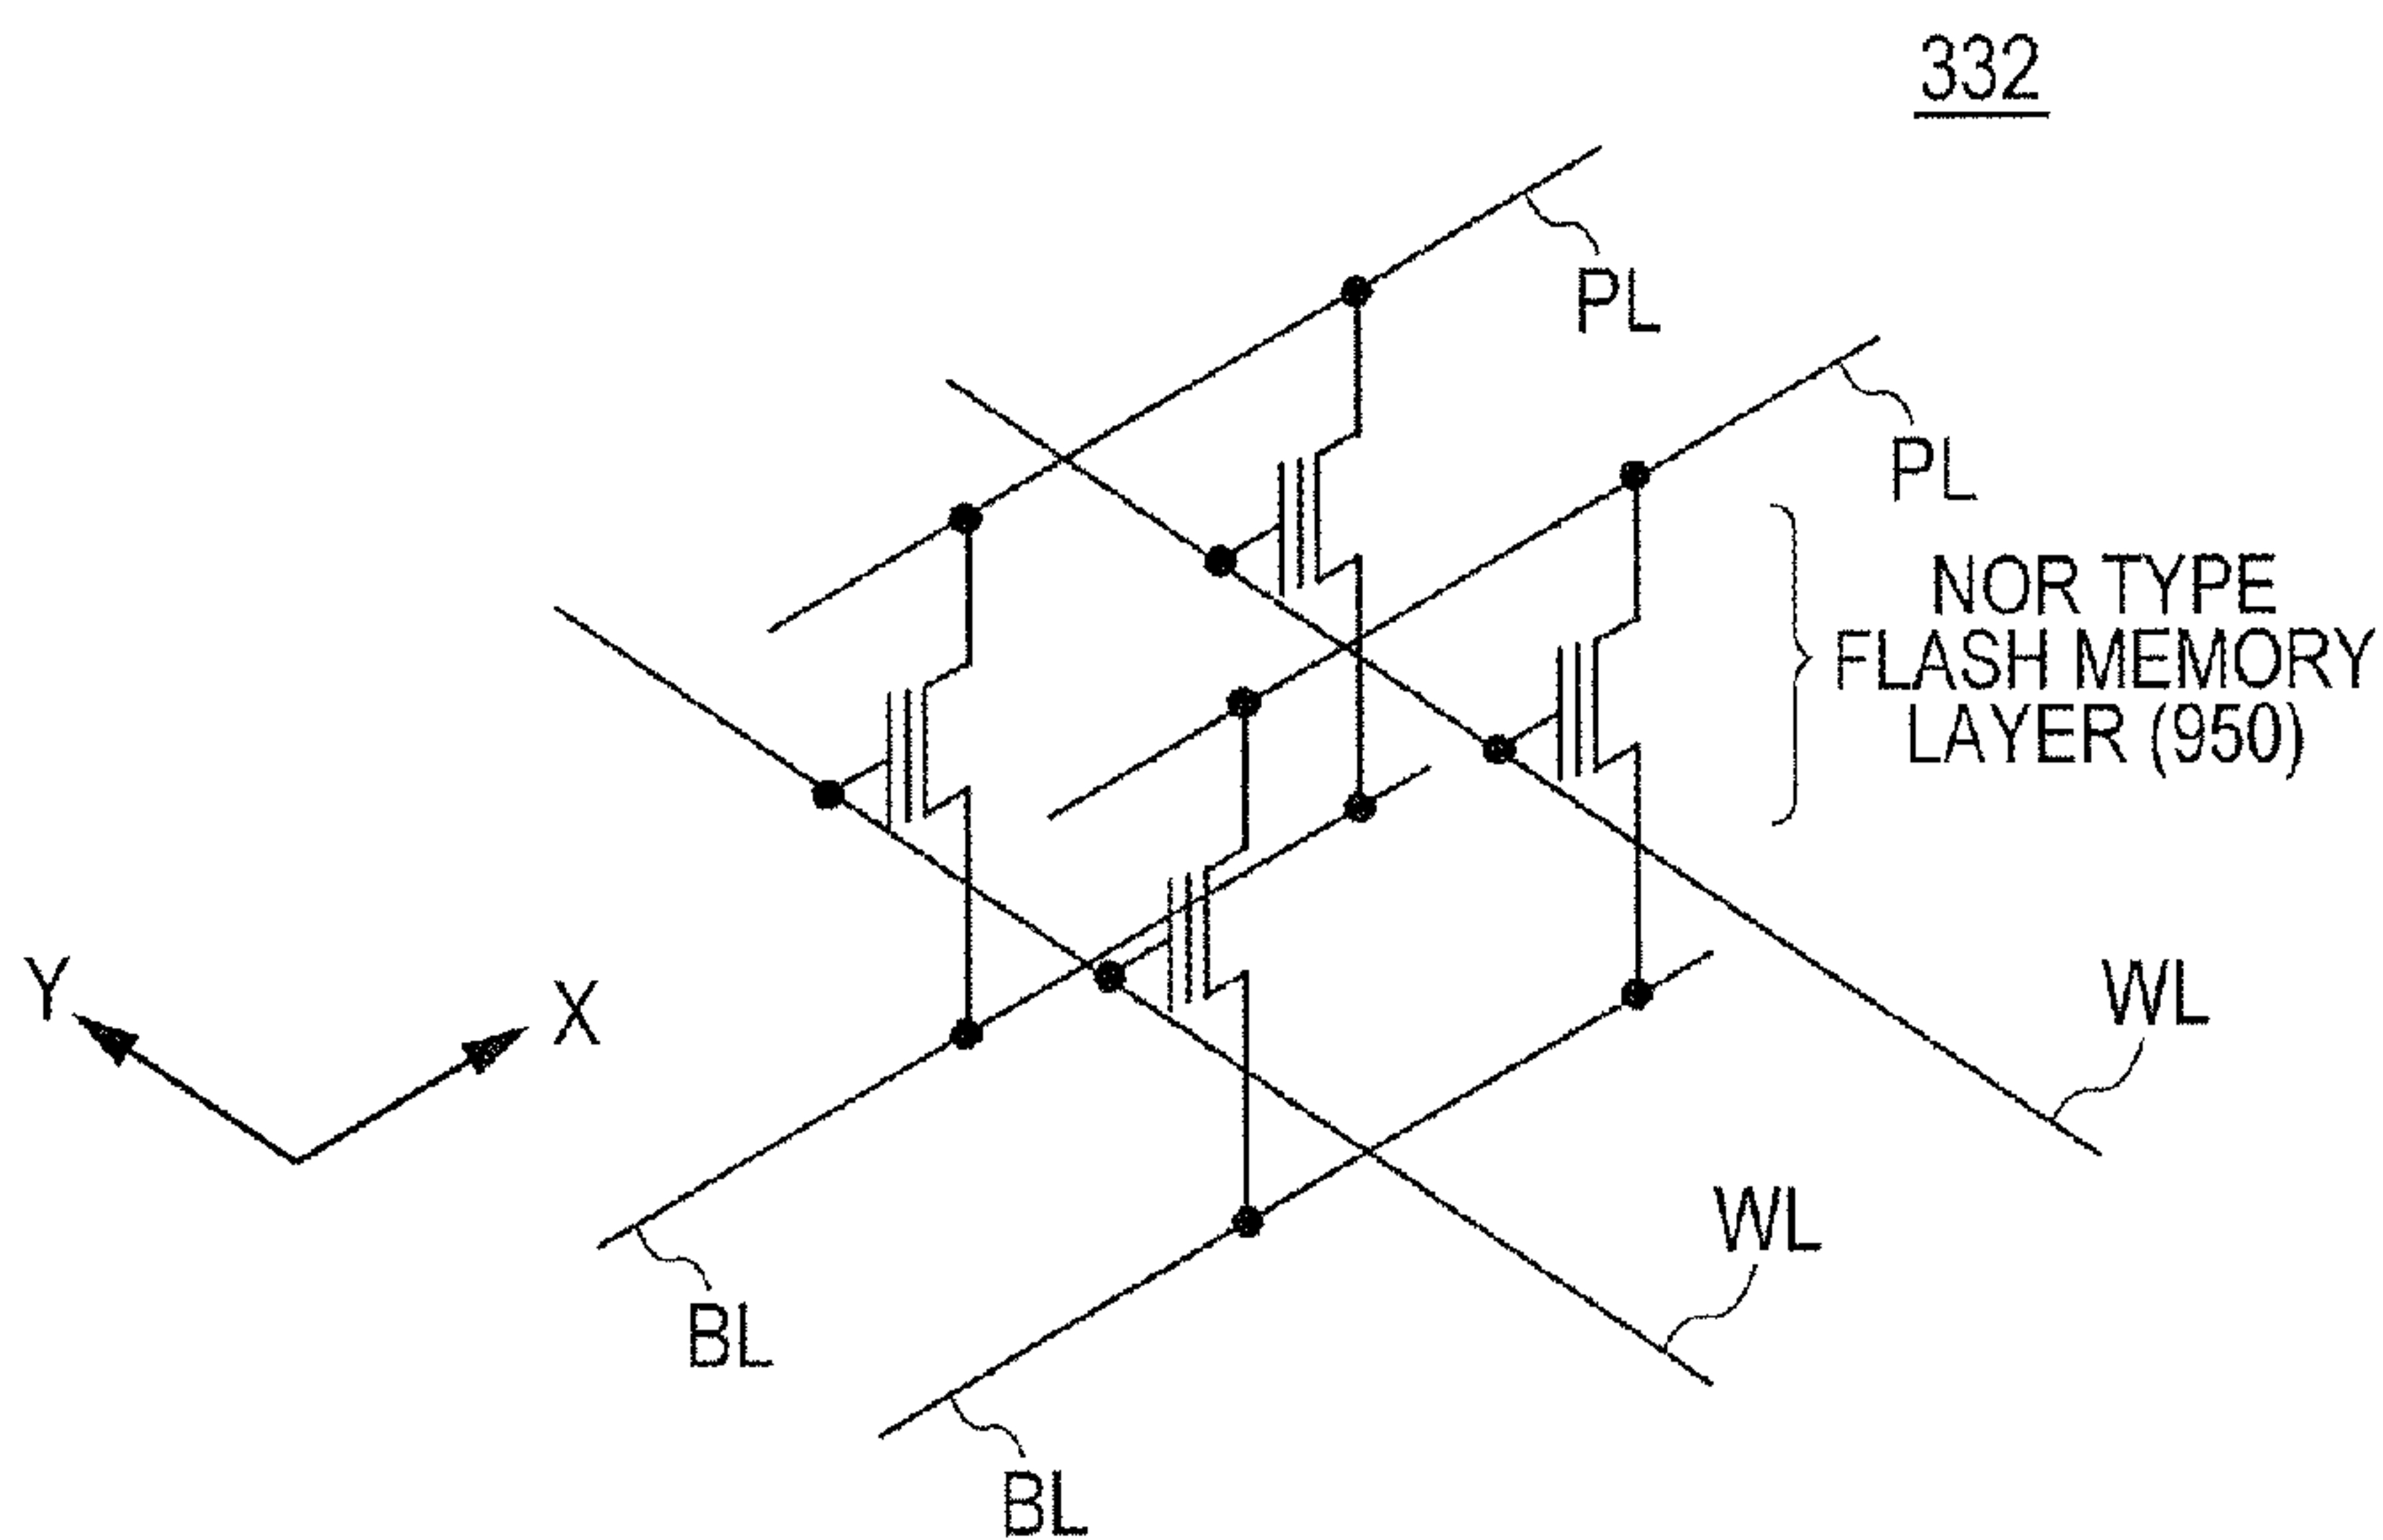 332
PL
PL
NOR TYPE
FLASH MEMORY
LAYER (950)
Y
X
WL
WL
BL
BL